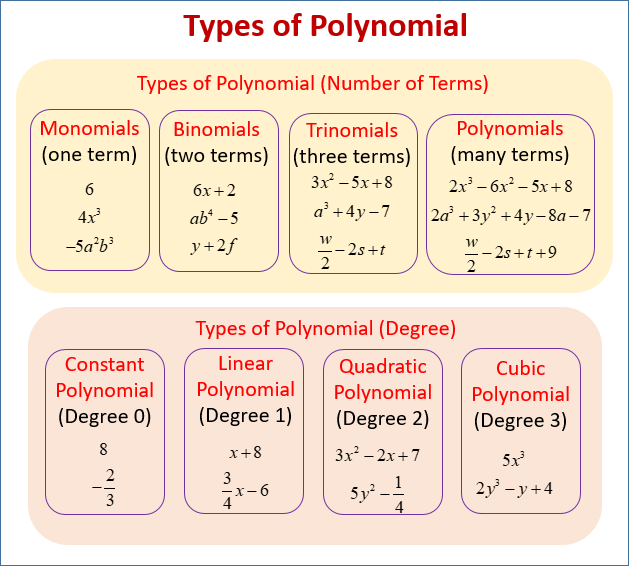 Types of Polynomial
Types of Polynomial (Number of Terms)
Monomials
(one term)
6
4x³
−5a²b³
Binomials
(two terms)
6x+2
ab⁴ −5
y+2f
Trinomials
(three terms)
3x² −5x+8
a³ +4y−7
w/2 −2s+t
Polynomials
(many terms)
2x³ −6x² −5x+8
2a³ +3y² +4y−8a−7
w/2 −2s+t+9
Types of Polynomial (Degree)
Constant
Polynomial
(Degree 0)
8
−2/3
Linear
Polynomial
(Degree 1)
x+8
3/4 x−6
Quadratic
Polynomial
(Degree 2)
3x² −2x+7
5y² −1/4
Cubic
Polynomial
(Degree 3)
5x³
2y³ −y+4